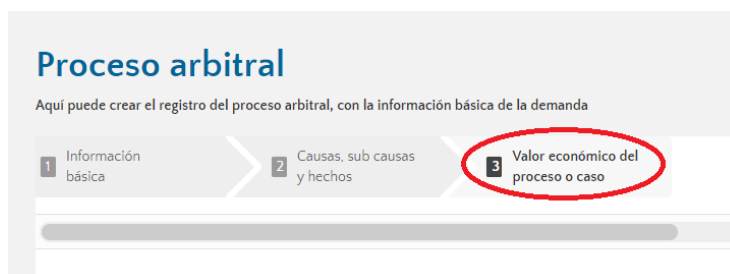 Proceso arbitral
Aquí puede crear el registro del proceso arbitral, con la información básica de la demanda
1 Información
básica
2 Causas, sub causas
y hechos
3 Valor económico del
proceso o caso